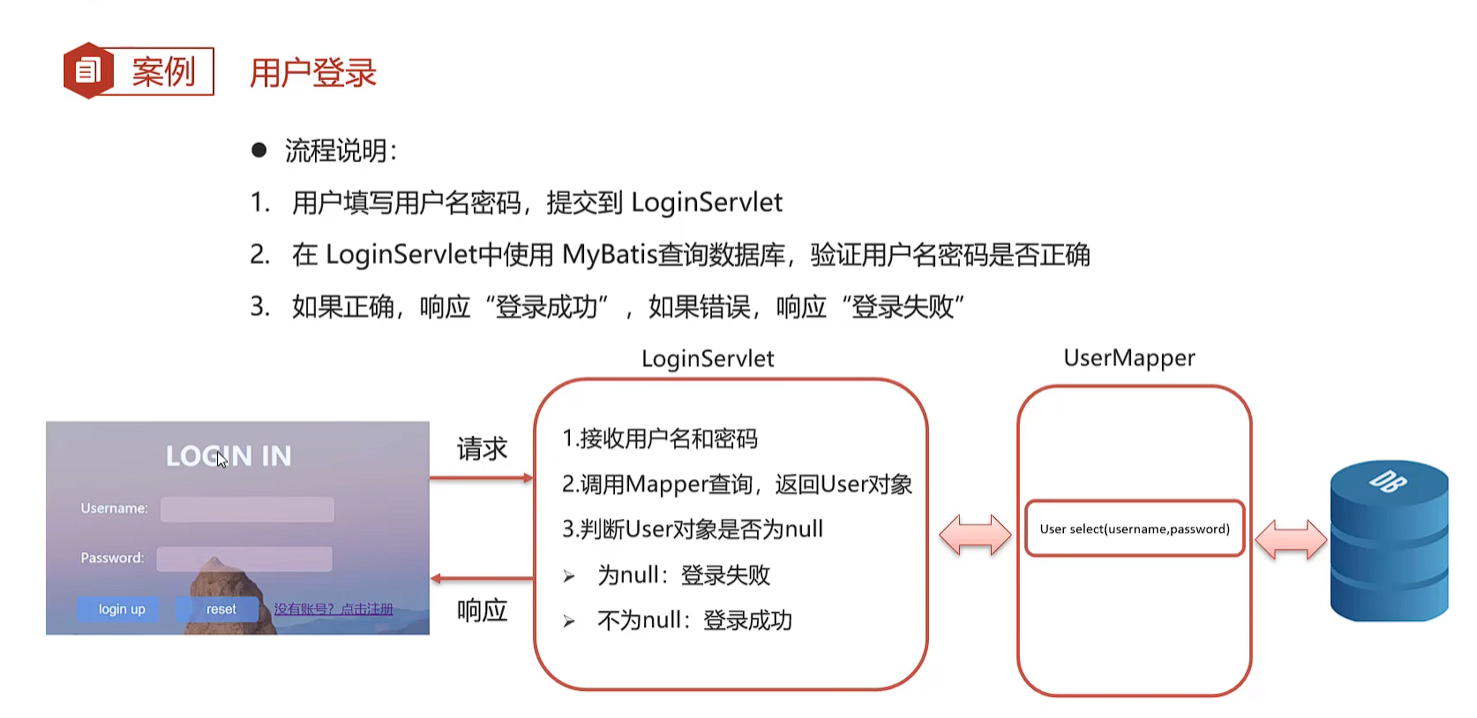 案例
用户登录
● 流程说明：
1. 用户填写用户名密码，提交到 LoginServlet
2. 在 LoginServlet中使用 MyBatis查询数据库，验证用户名密码是否正确
3. 如果正确，响应“登录成功”，如果错误，响应“登录失败”
LOGIN IN
Username:
Password:
login up
reset
没有账号？点击注册
请求
响应
LoginServlet
1.接收用户名和密码
2.调用Mapper查询，返回User对象
3.判断User对象是否为null
➢ 为null：登录失败
➢ 不为null：登录成功
UserMapper
User select(username,password)
DB